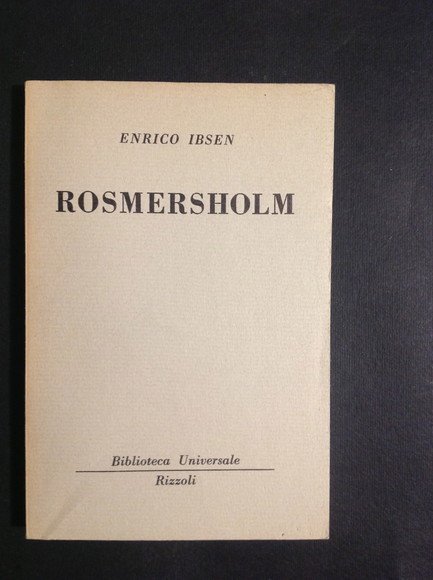 ENRICO IBSEN
ROSMERSHOLM
Biblioteca Universale
Rizzoli